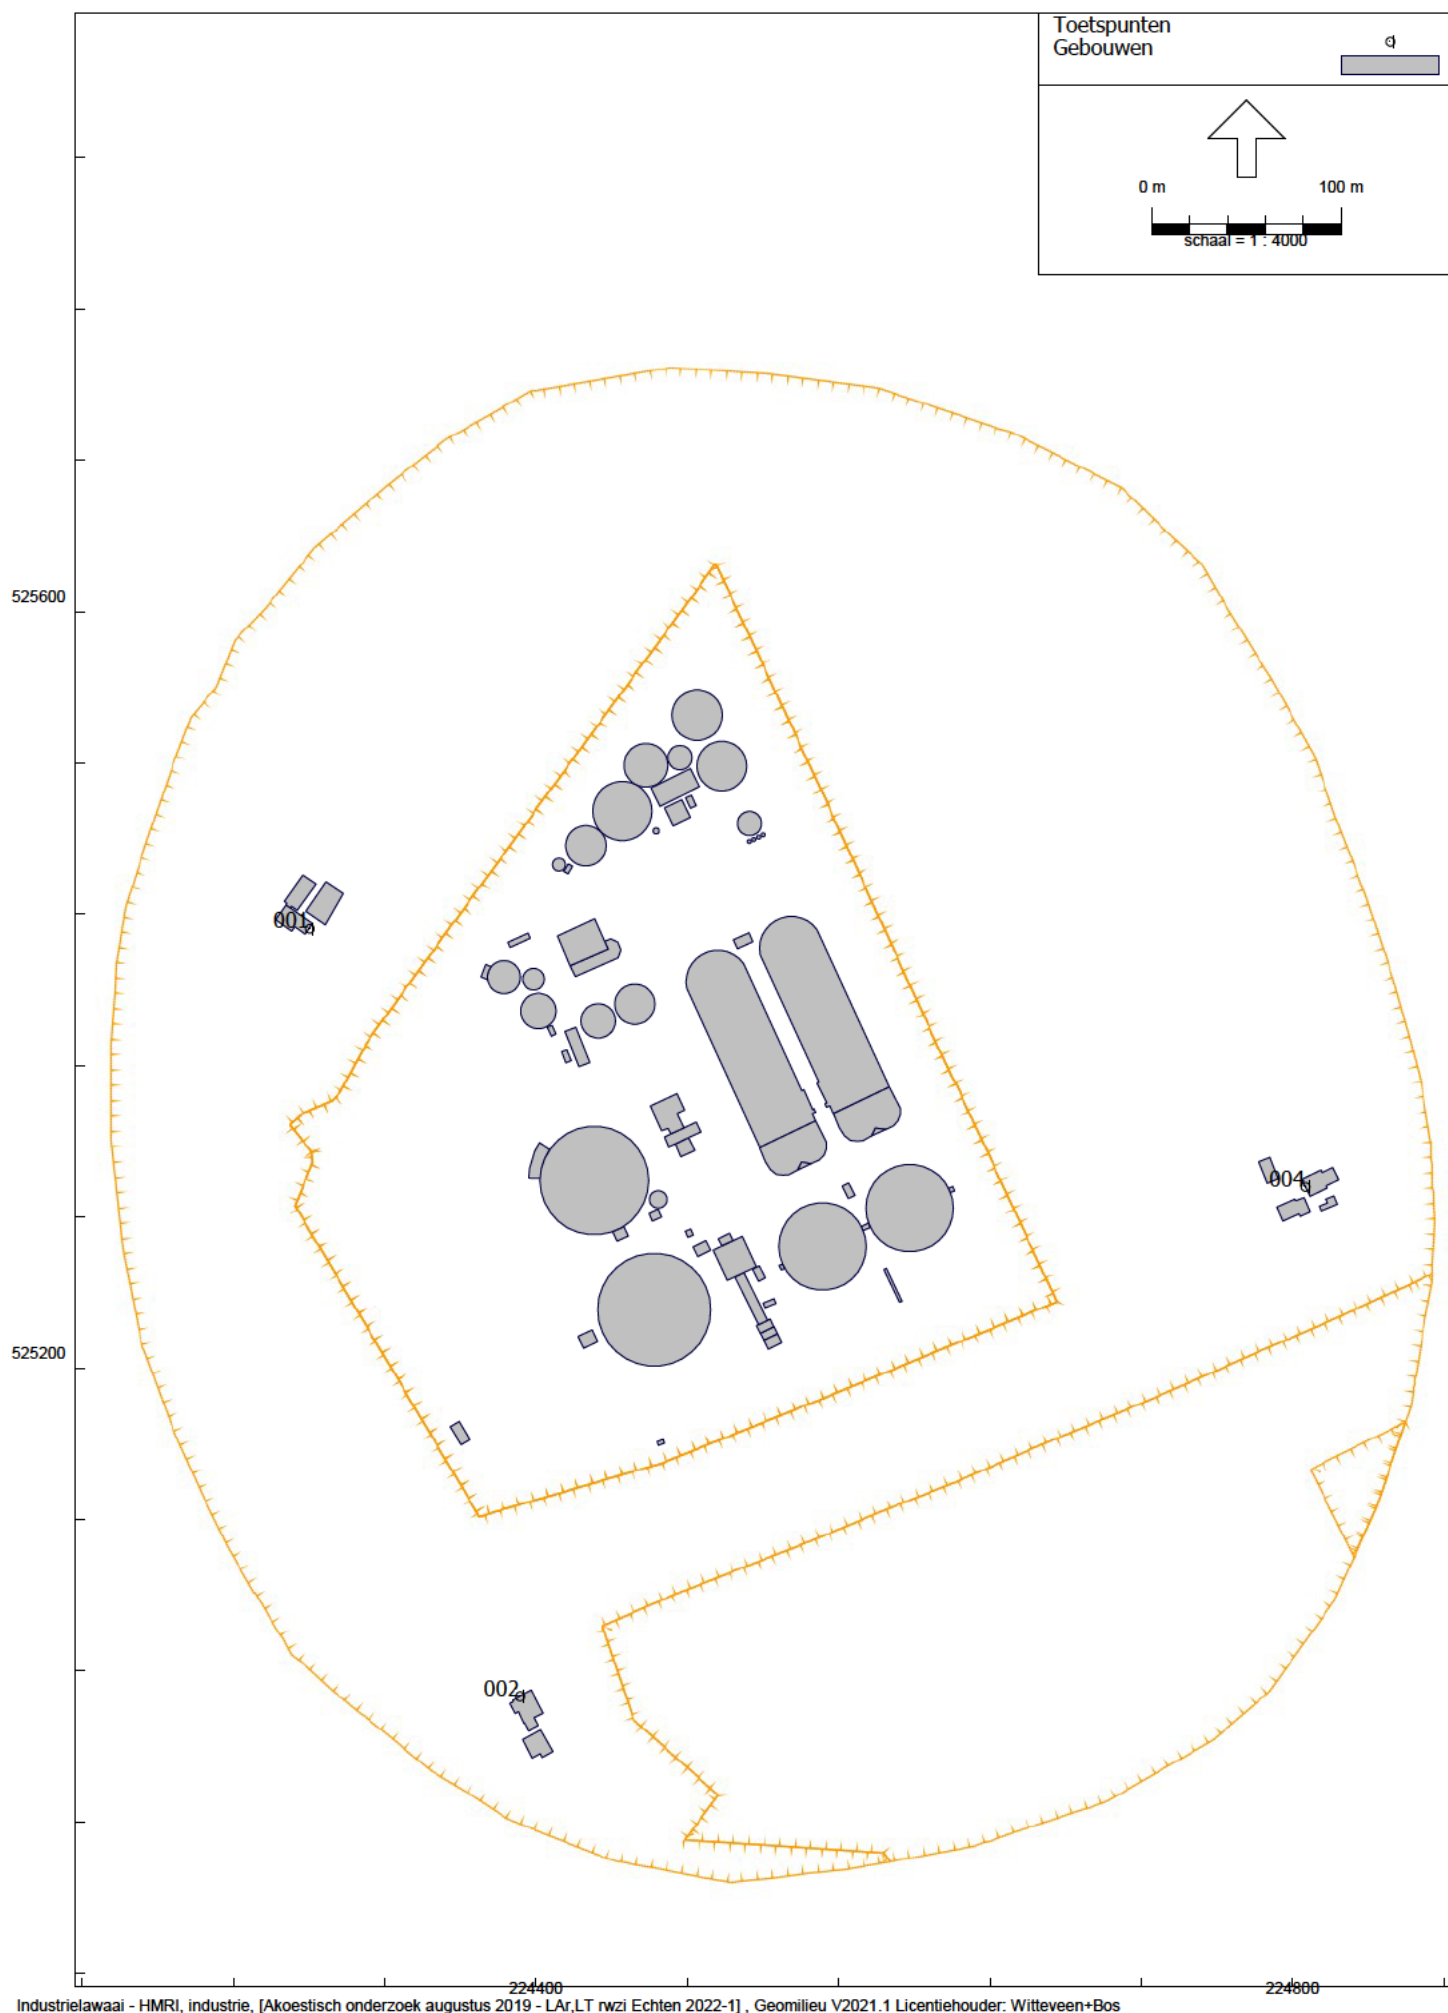 Toetspunten
Gebouwen
0 m 100 m
schaal = 1 : 4000
525600
001
004
525200
002
224400 224800
Industrielawaai - HMRI, industrie, [Akoestisch onderzoek augustus 2019 - LAr,LT rwzi Echten 2022-1] , Geomilieu V2021.1 Licentiehouder: Witteveen+Bos